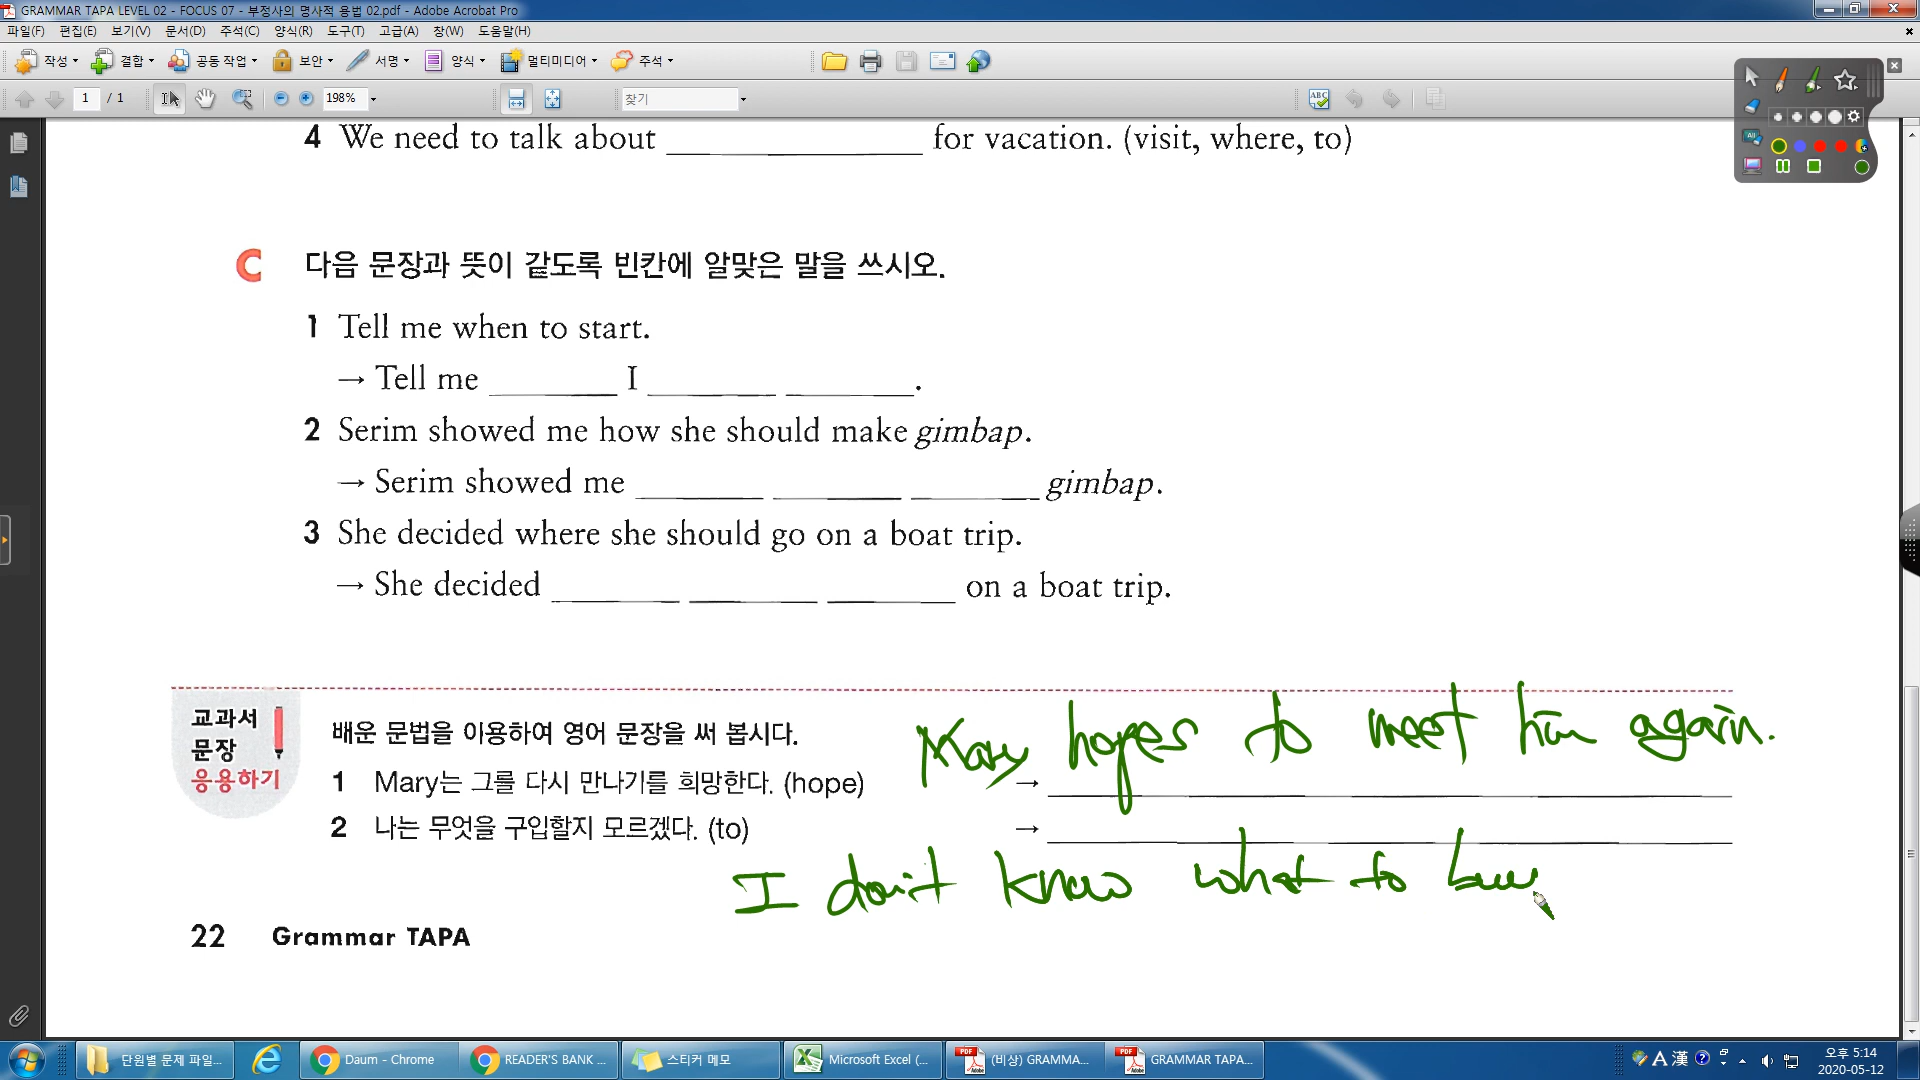 GRAMMAR TAPA LEVEL 02 - FOCUS 07 - 부정사의 명사적 용법 02.pdf - Adobe Acrobat Pro
파일(F) 편집(E) 보기(V) 문서(D) 주석(C) 양식(R) 도구(T) 고급(A) 창(W) 도움말(H)
작성 결합 공동 작업 보안 서명 양식 멀티미디어 주석
1 / 1 198% 찾기
4 We need to talk about ____________ for vacation. (visit, where, to)
C 다음 문장과 뜻이 같도록 빈칸에 알맞은 말을 쓰시오.
1 Tell me when to start.
→ Tell me ______ I ______ ______.
2 Serim showed me how she should make gimbap.
→ Serim showed me ______ ______ ______ gimbap.
3 She decided where she should go on a boat trip.
→ She decided ______ ______ ______ on a boat trip.
교과서
문장
응용하기
배운 문법을 이용하여 영어 문장을 써 봅시다.
Mary hopes to meet him again.
1 Mary는 그를 다시 만나기를 희망한다. (hope) →
2 나는 무엇을 구입할지 모르겠다. (to) →
I don't know what to
22 Grammar TAPA
단원별 문제 파일... Daum - Chrome READER'S BANK ... 스티커 메모 Microsoft Excel (... (비상) GRAMMA... GRAMMAR TAPA...
A 漢
오후 5:14
2020-05-12